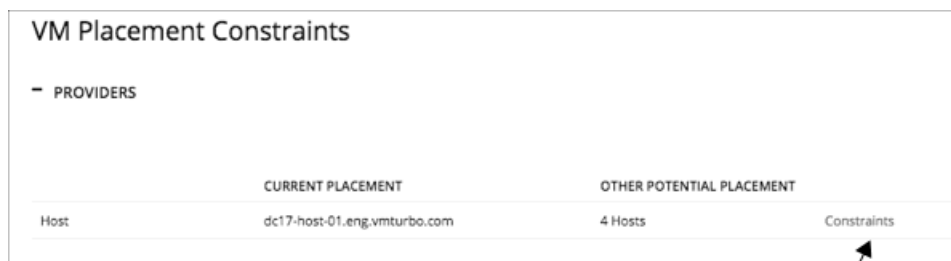 VM Placement Constraints
– PROVIDERS
CURRENT PLACEMENT OTHER POTENTIAL PLACEMENT
Host dc17-host-01.eng.vmturbo.com 4 Hosts Constraints